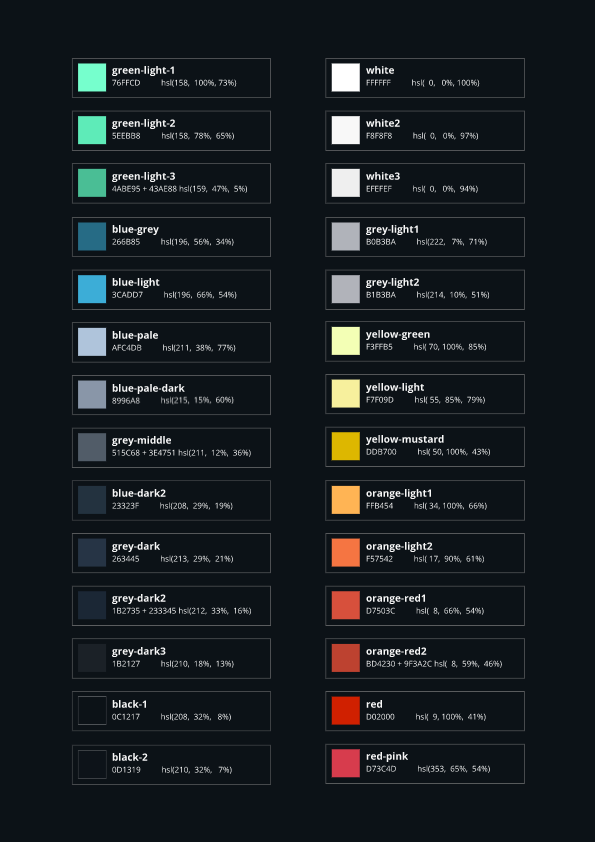 green-light-1
76FFCD hsl(158, 100%, 73%)
green-light-2
5EEBB8 hsl(158, 78%, 65%)
green-light-3
4ABE95 + 43AE88 hsl(159, 47%, 5%)
blue-grey
266B85 hsl(196, 56%, 34%)
blue-light
3CADD7 hsl(196, 66%, 54%)
blue-pale
AFC4DB hsl(211, 38%, 77%)
blue-pale-dark
8996A8 hsl(215, 15%, 60%)
grey-middle
515C68 + 3E4751 hsl(211, 12%, 36%)
blue-dark2
23323F hsl(208, 29%, 19%)
grey-dark
263445 hsl(213, 29%, 21%)
grey-dark2
1B2735 + 233345 hsl(212, 33%, 16%)
grey-dark3
1B2127 hsl(210, 18%, 13%)
black-1
0C1217 hsl(208, 32%, 8%)
black-2
0D1319 hsl(210, 32%, 7%)
white
FFFFFF hsl( 0, 0%, 100%)
white2
F8F8F8 hsl( 0, 0%, 97%)
white3
EFEFEF hsl( 0, 0%, 94%)
grey-light1
B0B3BA hsl(222, 7%, 71%)
grey-light2
B1B3BA hsl(214, 10%, 51%)
yellow-green
F3FFB5 hsl( 70, 100%, 85%)
yellow-light
F7F09D hsl( 55, 85%, 79%)
yellow-mustard
DDB700 hsl( 50, 100%, 43%)
orange-light1
FFB454 hsl( 34, 100%, 66%)
orange-light2
F57542 hsl( 17, 90%, 61%)
orange-red1
D7503C hsl( 8, 66%, 54%)
orange-red2
BD4230 + 9F3A2C hsl( 8, 59%, 46%)
red
D02000 hsl( 9, 100%, 41%)
red-pink
D73C4D hsl(353, 65%, 54%)